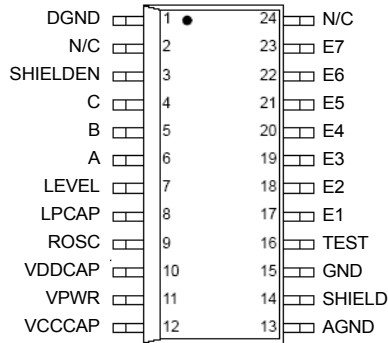 DGND 1 24 N/C
N/C 2 23 E7
SHIELDEN 3 22 E6
C 4 21 E5
B 5 20 E4
A 6 19 E3
LEVEL 7 18 E2
LPCAP 8 17 E1
ROSC 9 16 TEST
VDDCAP 10 15 GND
VPWR 11 14 SHIELD
VCCCAP 12 13 AGND